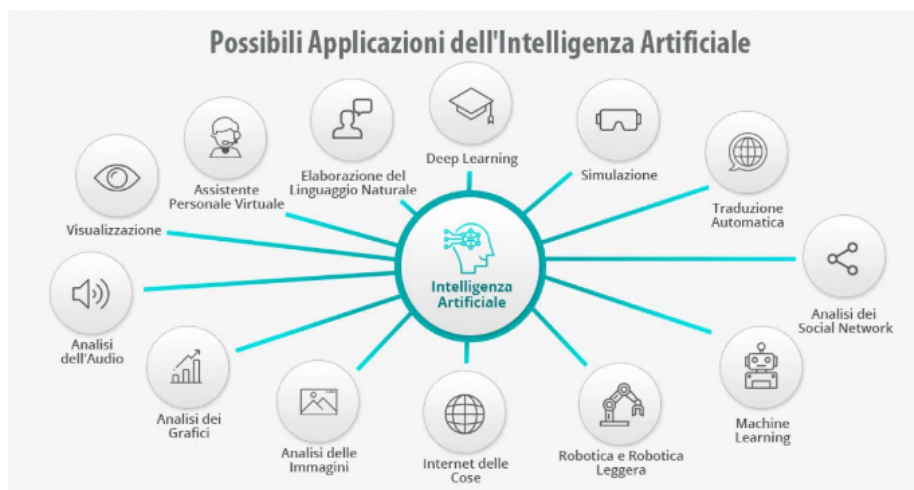 Possibili Applicazioni dell'Intelligenza Artificiale
Visualizzazione
Assistente
Personale Virtuale
Elaborazione del
Linguaggio Naturale
Deep Learning
Simulazione
Traduzione
Automatica
Analisi dei
Social Network
Machine
Learning
Robotica e Robotica
Leggera
Internet delle
Cose
Analisi delle
Immagini
Analisi dei
Grafici
Analisi
dell'Audio
Intelligenza
Artificiale